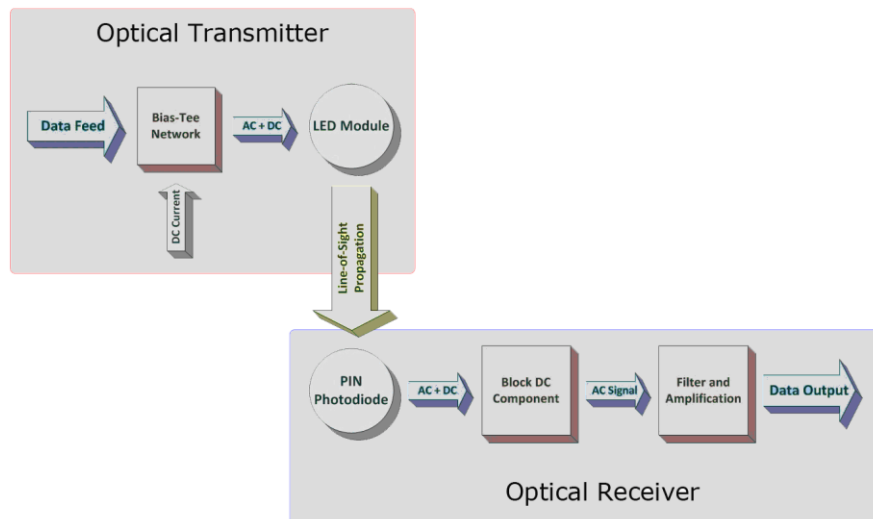 Optical Transmitter
Data Feed
Bias-Tee
Network
AC + DC
LED Module
DC Current
Line-of-Sight
Propagation
PIN
Photodiode
AC + DC
Block DC
Component
AC Signal
Filter and
Amplification
Data Output
Optical Receiver